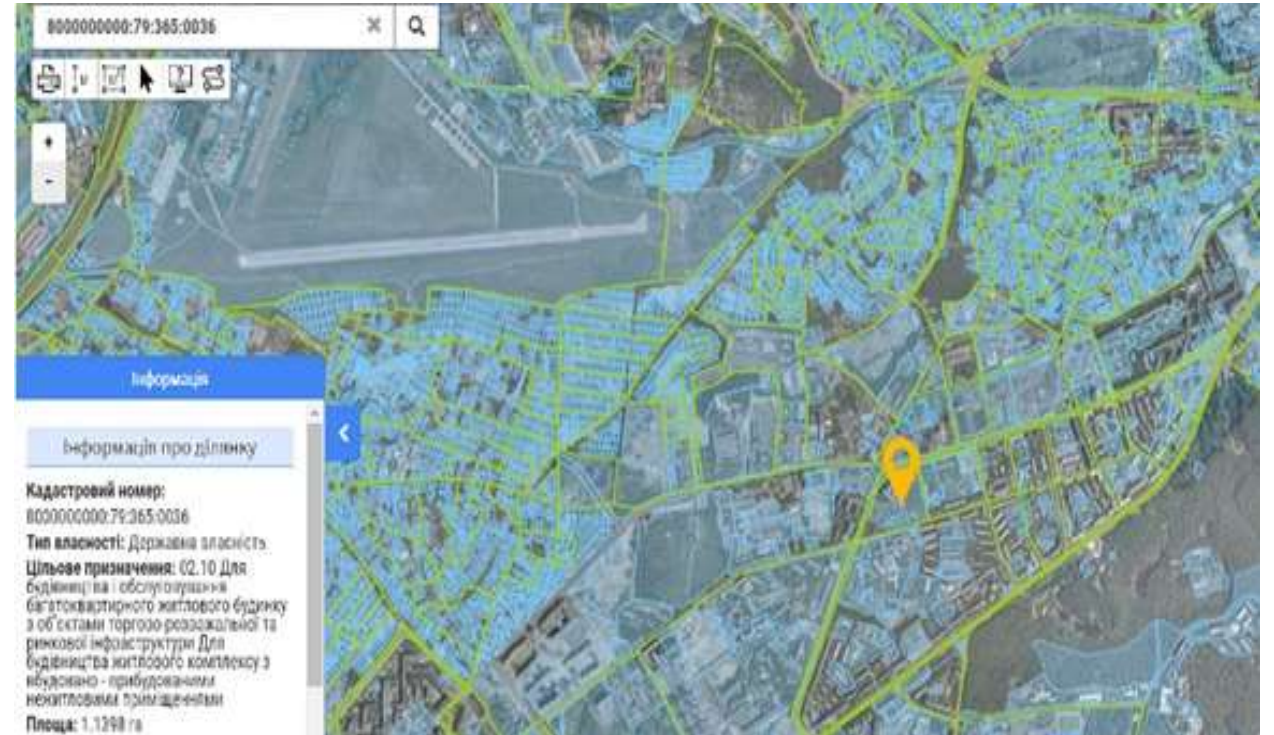 8000000000:79:365:0036
Інформація
Інформація про ділянку
Кадастровий номер:
8000000000:79:365:0036
Тип власності: Державна власність
Цільове призначення: 02.10 Для
будівництва і обслуговування
багатоквартирного житлового будинку
з об'єктами торгово-розважальної та
ринкової інфраструктури Для
будівництва житлового комплексу з
вбудовано - прибудованими
нежитловими приміщеннями
Площа: 1.1398 га